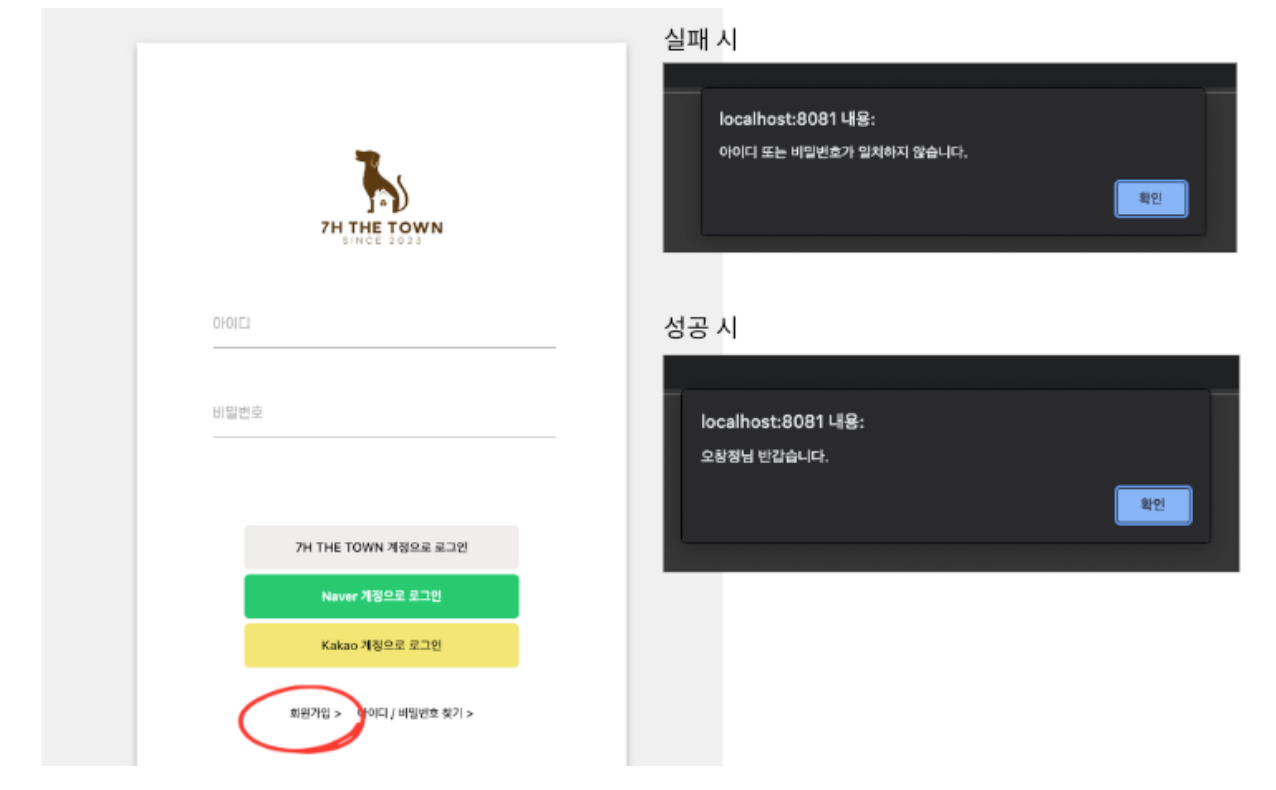 7H THE TOWN
SINCE 2023
아이디
비밀번호
7H THE TOWN 계정으로 로그인
Naver 계정으로 로그인
Kakao 계정으로 로그인
회원가입 > 아이디 / 비밀번호 찾기 >
실패 시
localhost:8081 내용:
아이디 또는 비밀번호가 일치하지 않습니다.
확인
성공 시
localhost:8081 내용:
오창정님 반갑습니다.
확인